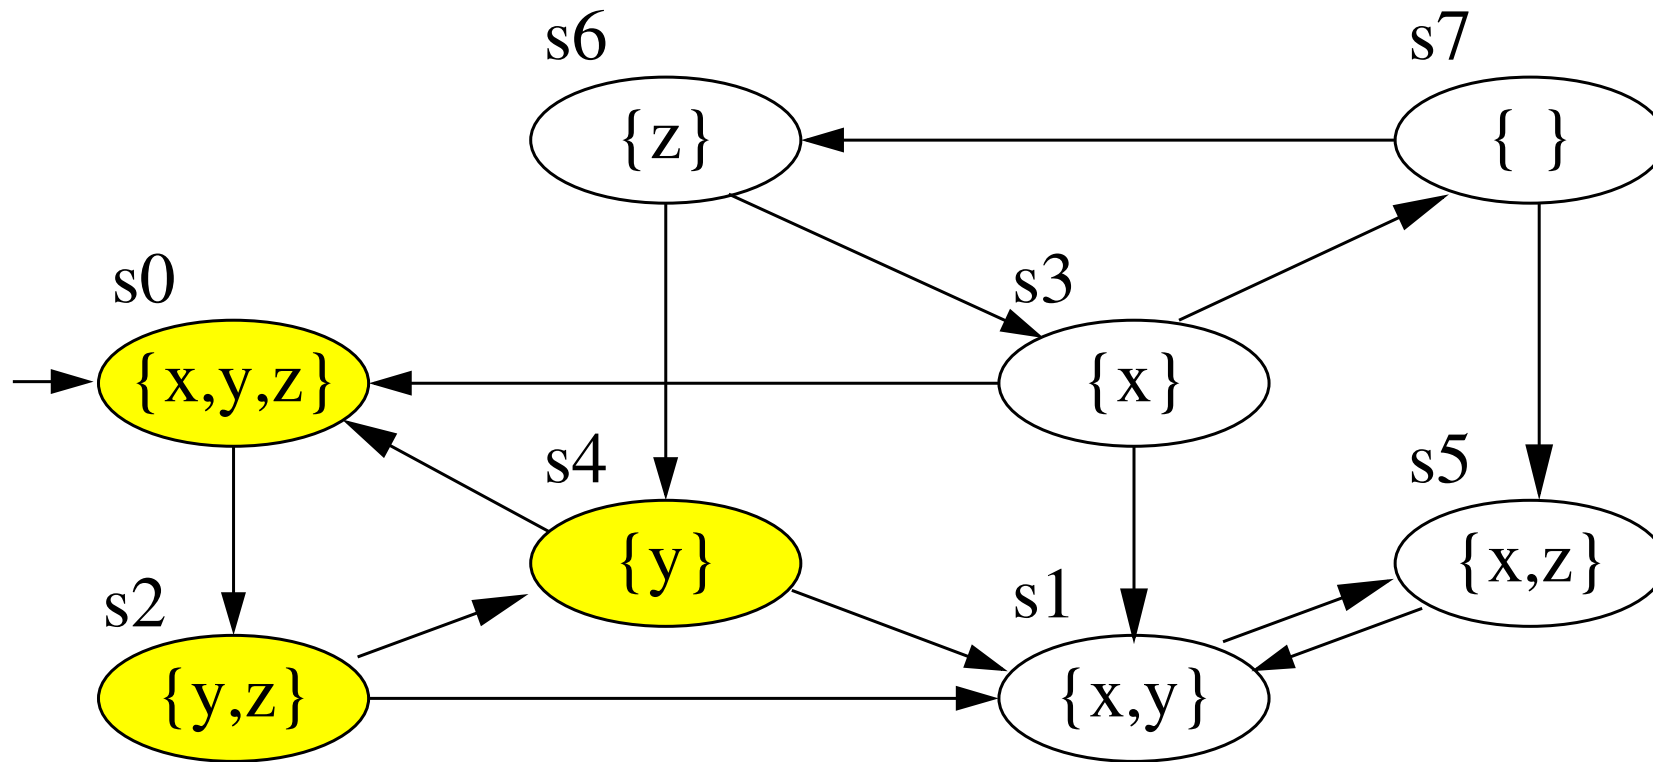 s6
s7
{z}
{ }
s0
s3
{x,y,z}
{x}
s4
s5
{y}
{x,z}
s2
s1
{y,z}
{x,y}